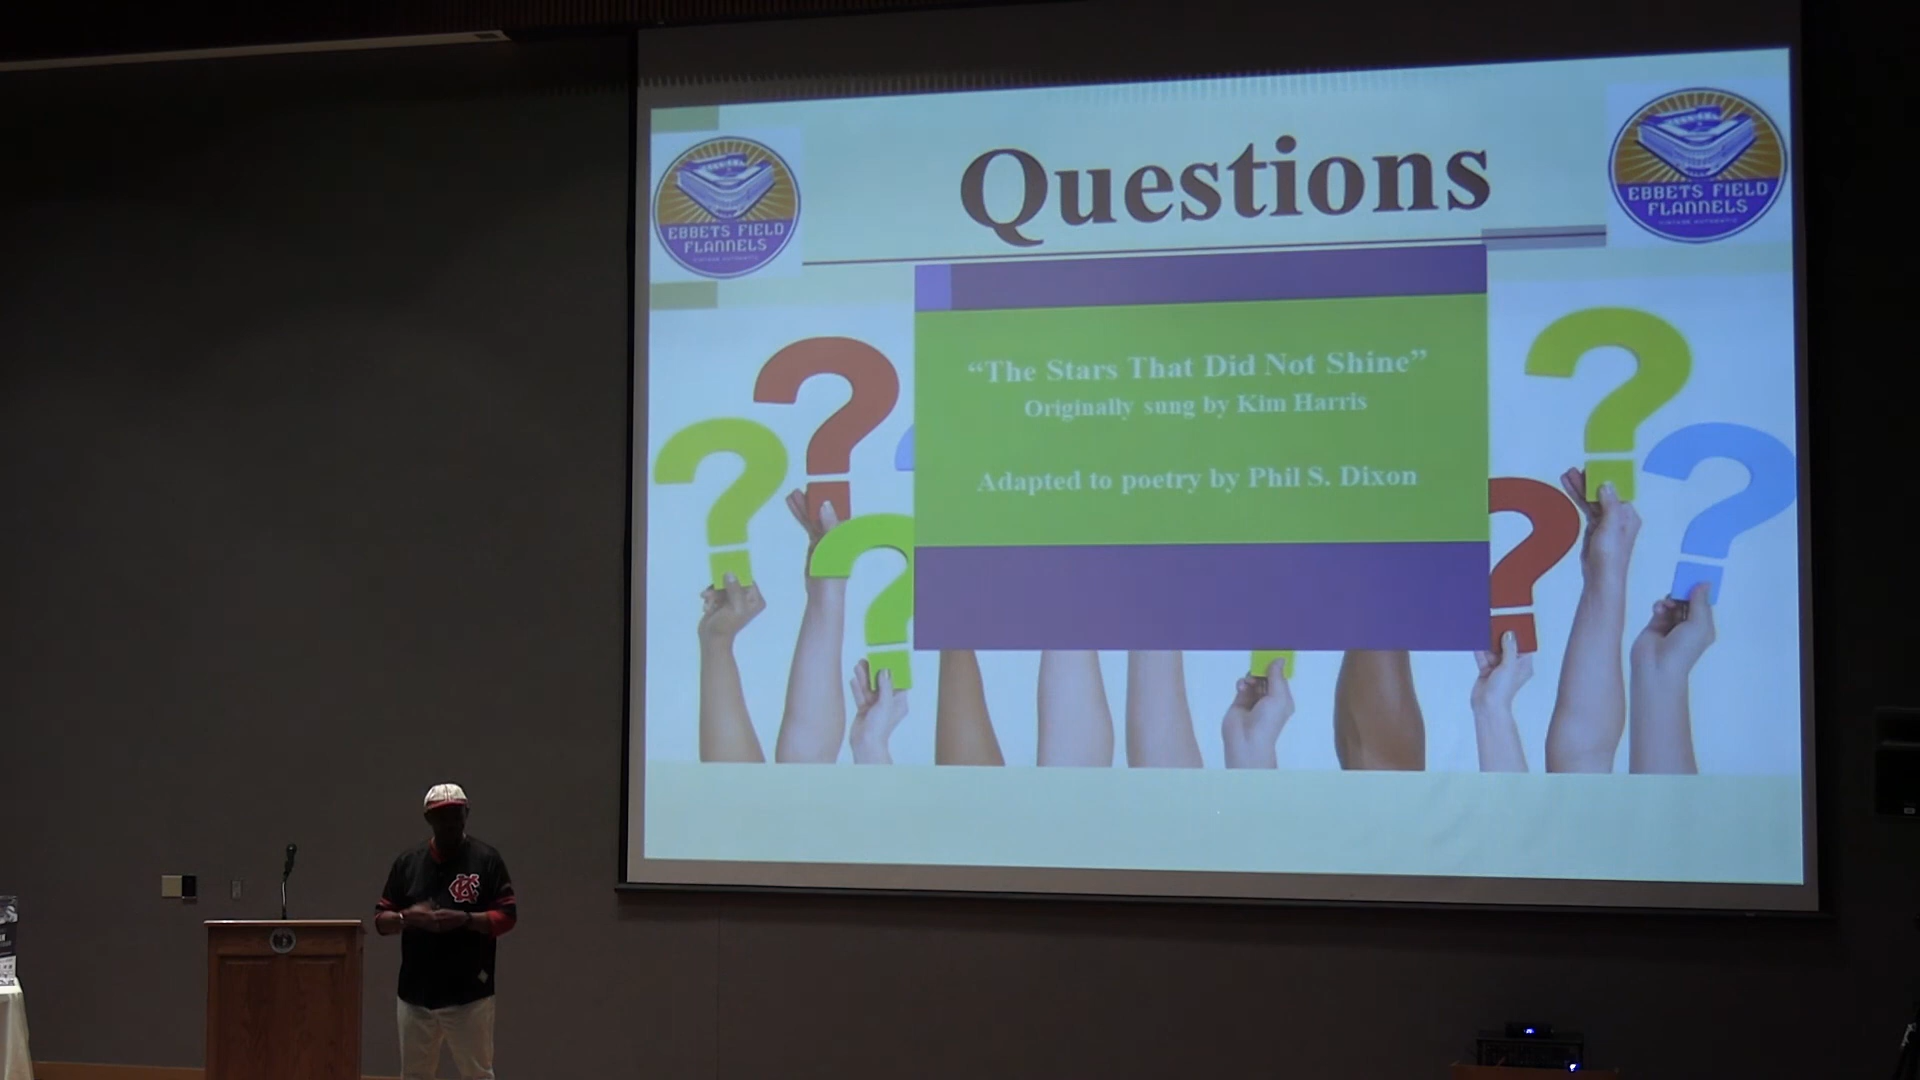 Questions
EBBETS FIELD
FLANNELS
EBBETS FIELD
FLANNELS
“The Stars That Did Not Shine”
Originally sung by Kim Harris
Adapted to poetry by Phil S. Dixon
KC